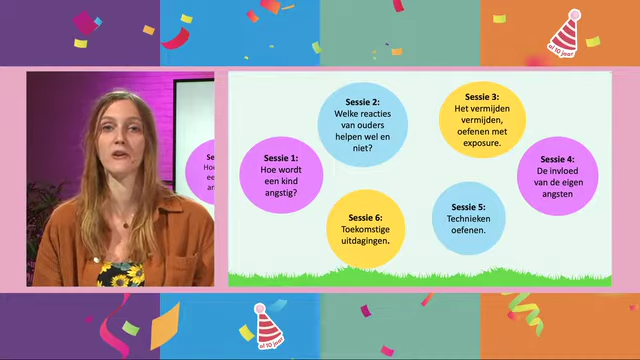 al 10 jaar
Sessie 1:
Hoe wordt
een kind
angstig?
Sessie 2:
Welke reacties
van ouders
helpen wel en
niet?
Sessie 3:
Het vermijden
vermijden,
oefenen met
exposure.
Sessie 4:
De invloed
van de eigen
angsten
Sessie 5:
Technieken
oefenen.
Sessie 6:
Toekomstige
uitdagingen.
al 10 jaar